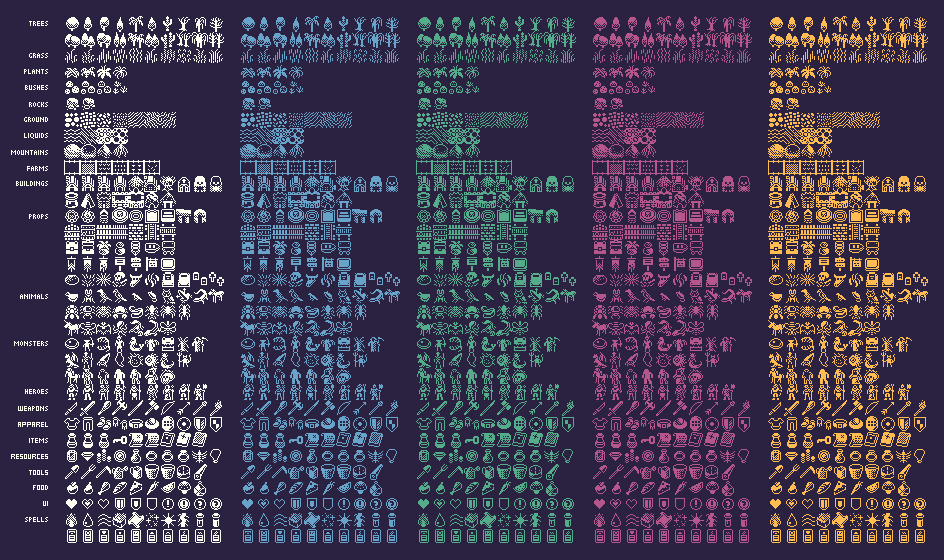 TREES
GRASS
PLANTS
BUSHES
ROCKS
GROUND
LIQUIDS
MOUNTAINS
FARMS
BUILDINGS
PROPS
ANIMALS
MONSTERS
HEROES
WEAPONS
APPAREL
ITEMS
RESOURCES
TOOLS
FOOD
UI
SPELLS